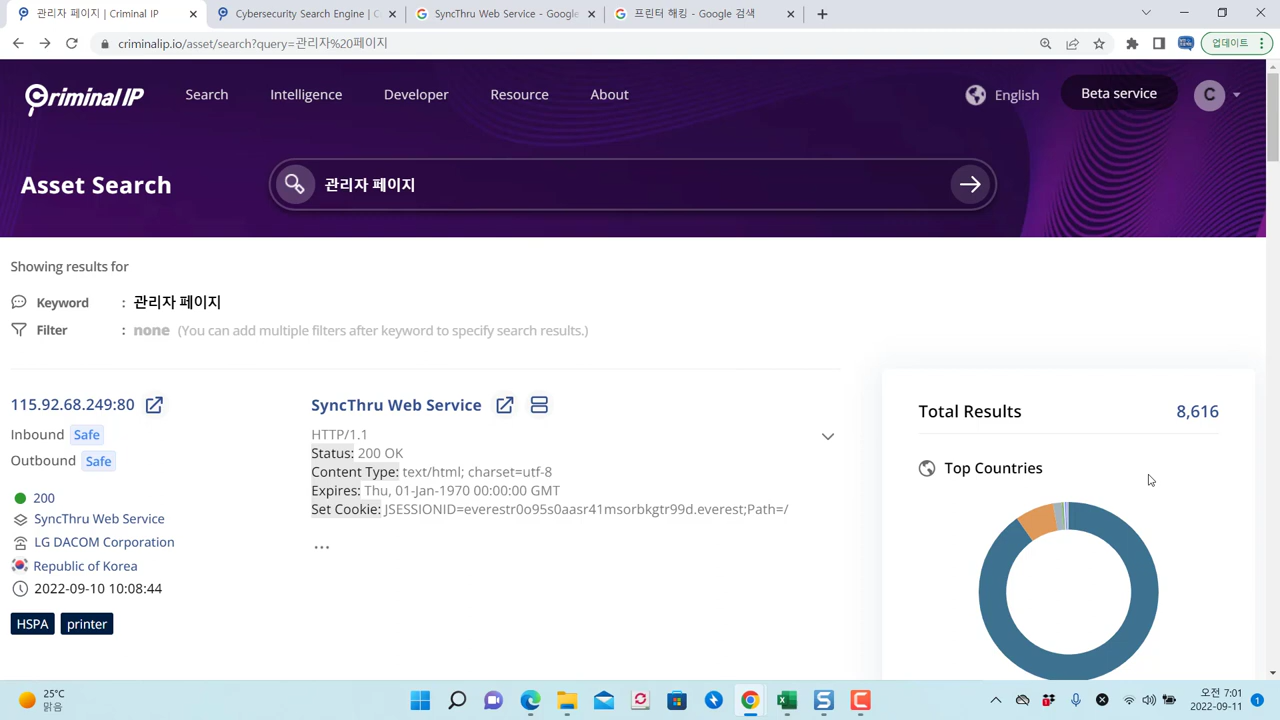 관리자 페이지 | Criminal IP
Cybersecurity Search Engine | C
SyncThru Web Service - Google
프린터 해킹 - Google 검색
criminalip.io/asset/search?query=관리자%20페이지
업데이트
Criminal IP
Search
Intelligence
Developer
Resource
About
English
Beta service
C
Asset Search
관리자 페이지
Showing results for
Keyword : 관리자 페이지
Filter : none (You can add multiple filters after keyword to specify search results.)
115.92.68.249:80
Inbound Safe
Outbound Safe
200
SyncThru Web Service
LG DACOM Corporation
Republic of Korea
2022-09-10 10:08:44
HSPA printer
SyncThru Web Service
HTTP/1.1
Status: 200 OK
Content Type: text/html; charset=utf-8
Expires: Thu, 01-Jan-1970 00:00:00 GMT
Set Cookie: JSESSIONID=everestr0o95s0aasr41msorbkgtr99d.everest;Path=/
...
Total Results 8,616
Top Countries
25°C
맑음
오전 7:01
2022-09-11
1